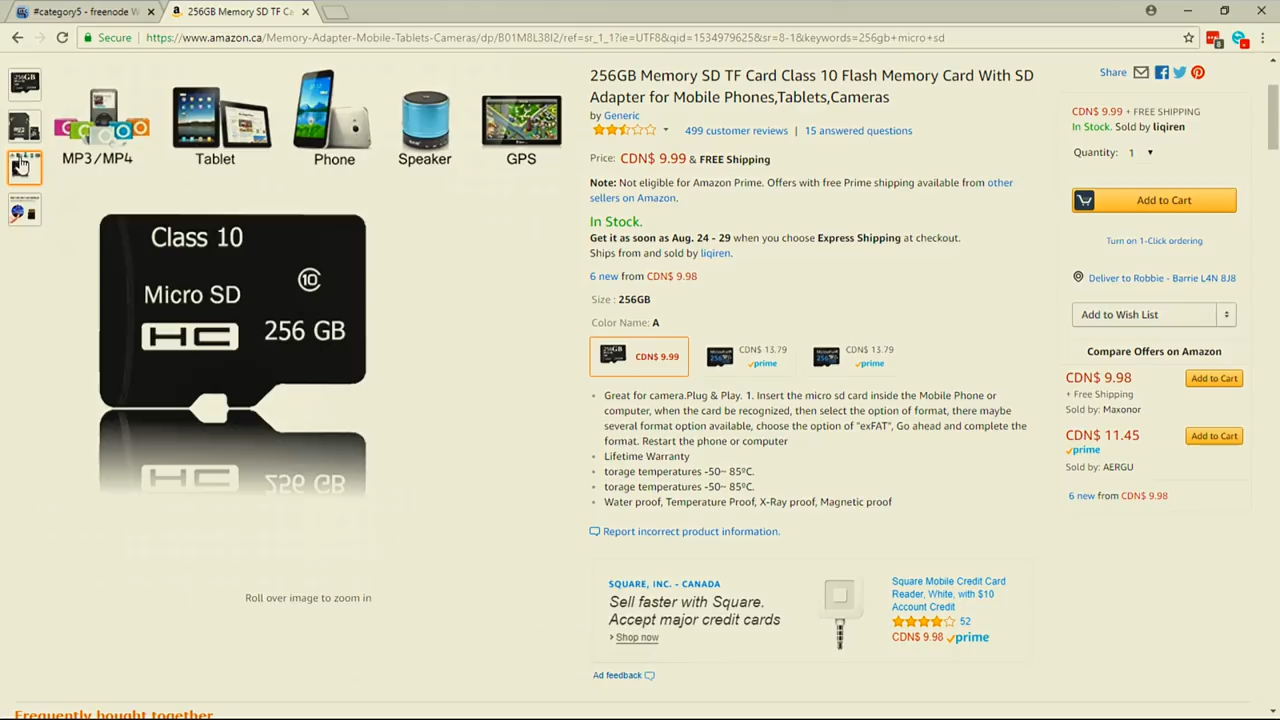 #category5 - freenode W
256GB Memory SD TF Ca
Secure
https://www.amazon.ca/Memory-Adapter-Mobile-Tablets-Cameras/dp/B01M8L38I2/ref=sr_1_1?ie=UTF8&qid=1534979625&sr=8-1&keywords=256gb+micro+sd
MP3/MP4
Tablet
Phone
Speaker
GPS
Class 10
10
Micro SD
HC
256 GB
HC
256 GB
Roll over image to zoom in
256GB Memory SD TF Card Class 10 Flash Memory Card With SD
Adapter for Mobile Phones,Tablets,Cameras
by Generic
499 customer reviews | 15 answered questions
Price: CDN$ 9.99 & FREE Shipping
Note: Not eligible for Amazon Prime. Offers with free Prime shipping available from other
sellers on Amazon.
In Stock.
Get it as soon as Aug. 24 - 29 when you choose Express Shipping at checkout.
Ships from and sold by liqiren.
6 new from CDN$ 9.98
Size : 256GB
Color Name: A
CDN$ 9.99
CDN$ 13.79
prime
CDN$ 13.79
prime
Great for camera.Plug & Play. 1. Insert the micro sd card inside the Mobile Phone or
computer, when the card be recognized, then select the option of format, there maybe
several format option available, choose the option of "exFAT", Go ahead and complete the
format. Restart the phone or computer
Lifetime Warranty
torage temperatures -50~ 85ºC.
torage temperatures -50~ 85ºC.
Water proof, Temperature Proof, X-Ray proof, Magnetic proof
Report incorrect product information.
SQUARE, INC. - CANADA
Sell faster with Square.
Accept major credit cards
Shop now
Square Mobile Credit Card
Reader, White, with $10
Account Credit
52
CDN$ 9.98 prime
Ad feedback
Frequently bought together
Share
CDN$ 9.99 + FREE SHIPPING
In Stock. Sold by liqiren
Quantity: 1
Add to Cart
Turn on 1-Click ordering
Deliver to Robbie - Barrie L4N 8J8
Add to Wish List
Compare Offers on Amazon
CDN$ 9.98
Add to Cart
+ Free Shipping
Sold by: Maxonor
CDN$ 11.45
Add to Cart
prime
Sold by: AERGU
6 new from CDN$ 9.98